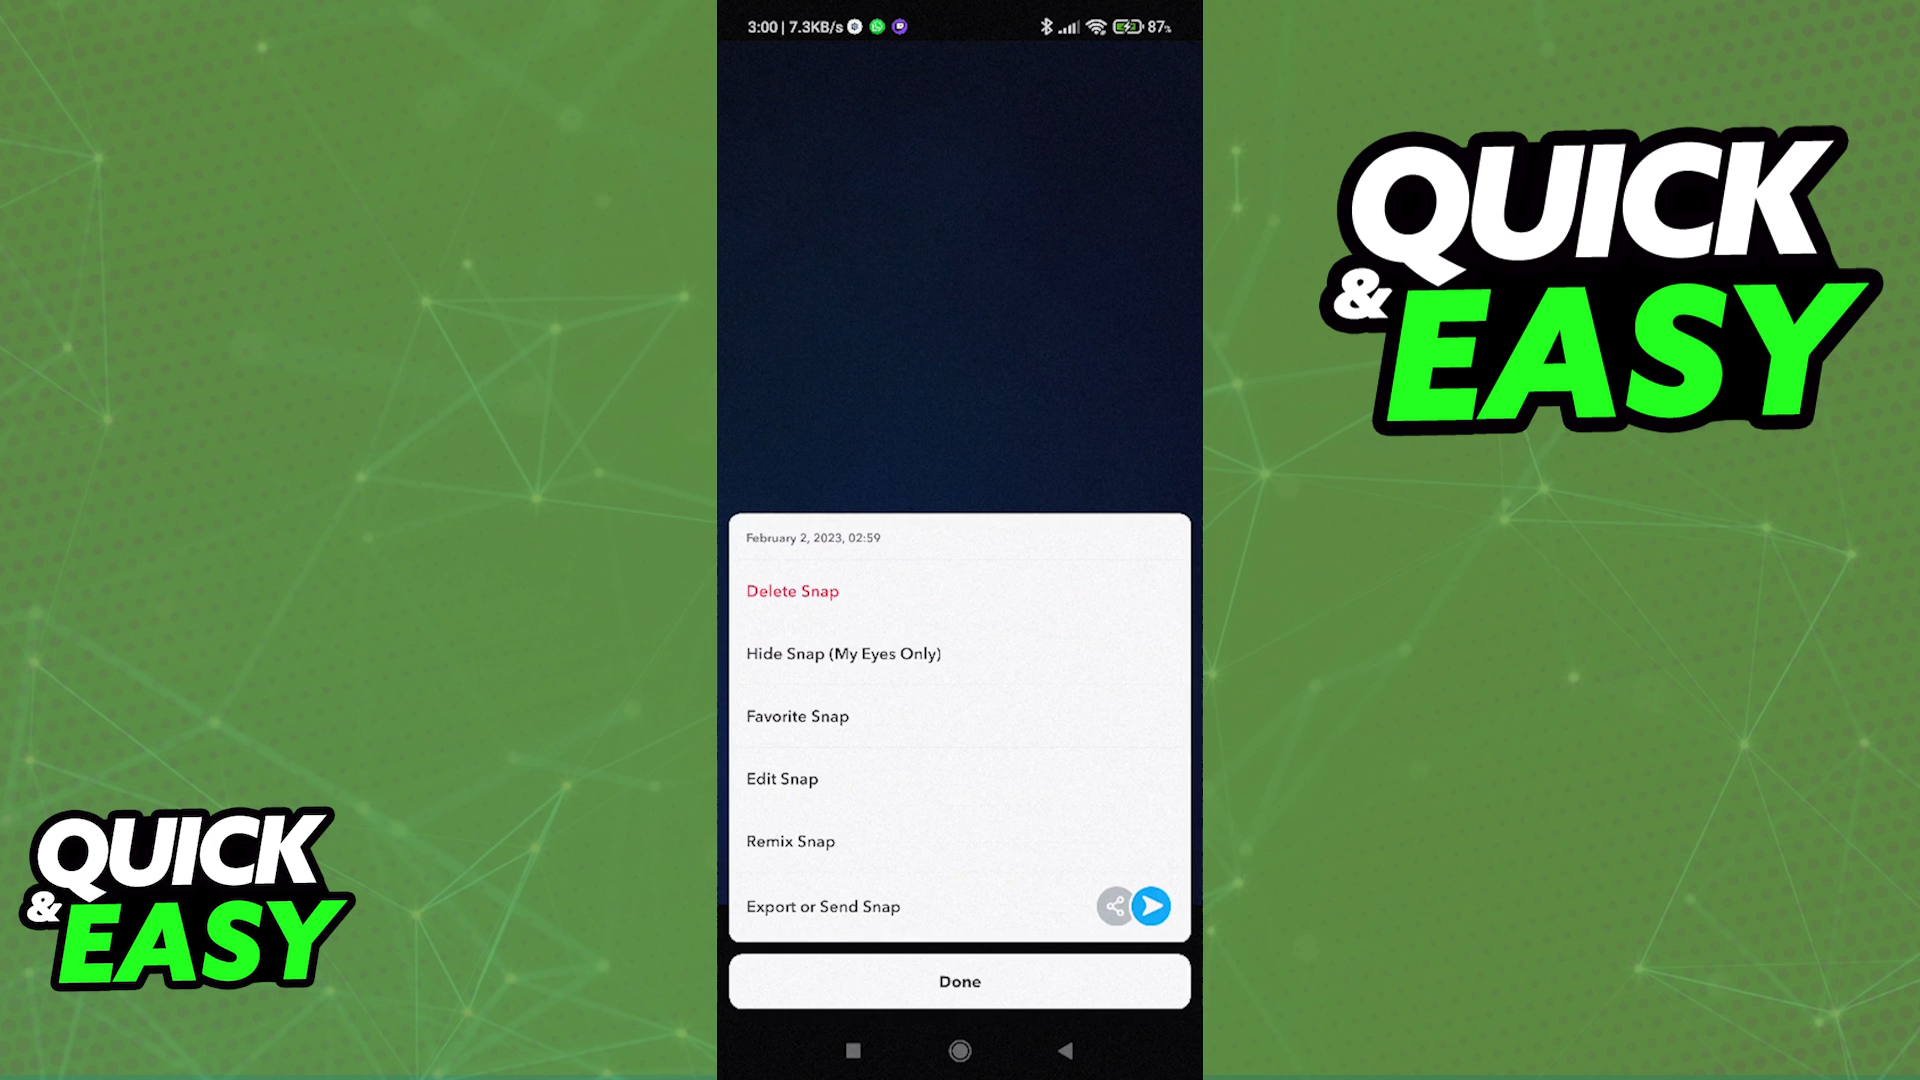 3:00 | 7.3KB/s
87%
QUICK
& EASY
February 2, 2023, 02:59
Delete Snap
Hide Snap (My Eyes Only)
Favorite Snap
Edit Snap
Remix Snap
Export or Send Snap
Done
QUICK
& EASY